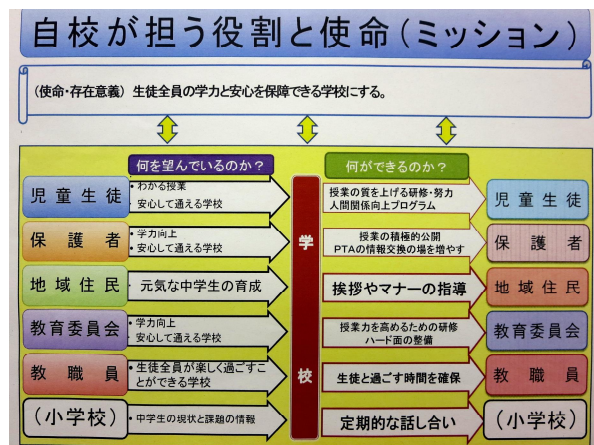 自校が担う役割と使命（ミッション）
（使命・存在意義） 生徒全員の学力と安心を保障できる学校にする。
何を望んでいるのか？
何ができるのか？
児童生徒
・わかる授業
・安心して通える学校
授業の質を上げる研修・努力
人間関係向上プログラム
児童生徒
保護者
・学力向上
・安心して通える学校
授業の積極的公開
PTAの情報交換の場を増やす
保護者
地域住民
・元気な中学生の育成
挨拶やマナーの指導
地域住民
教育委員会
・学力向上
・安心して通える学校
授業力を高めるための研修
ハード面の整備
教育委員会
教職員
・生徒全員が楽しく過ごすこ
とができる学校
生徒と過ごす時間を確保
教職員
（小学校）
・中学生の現状と課題の情報
定期的な話し合い
（小学校）
学校